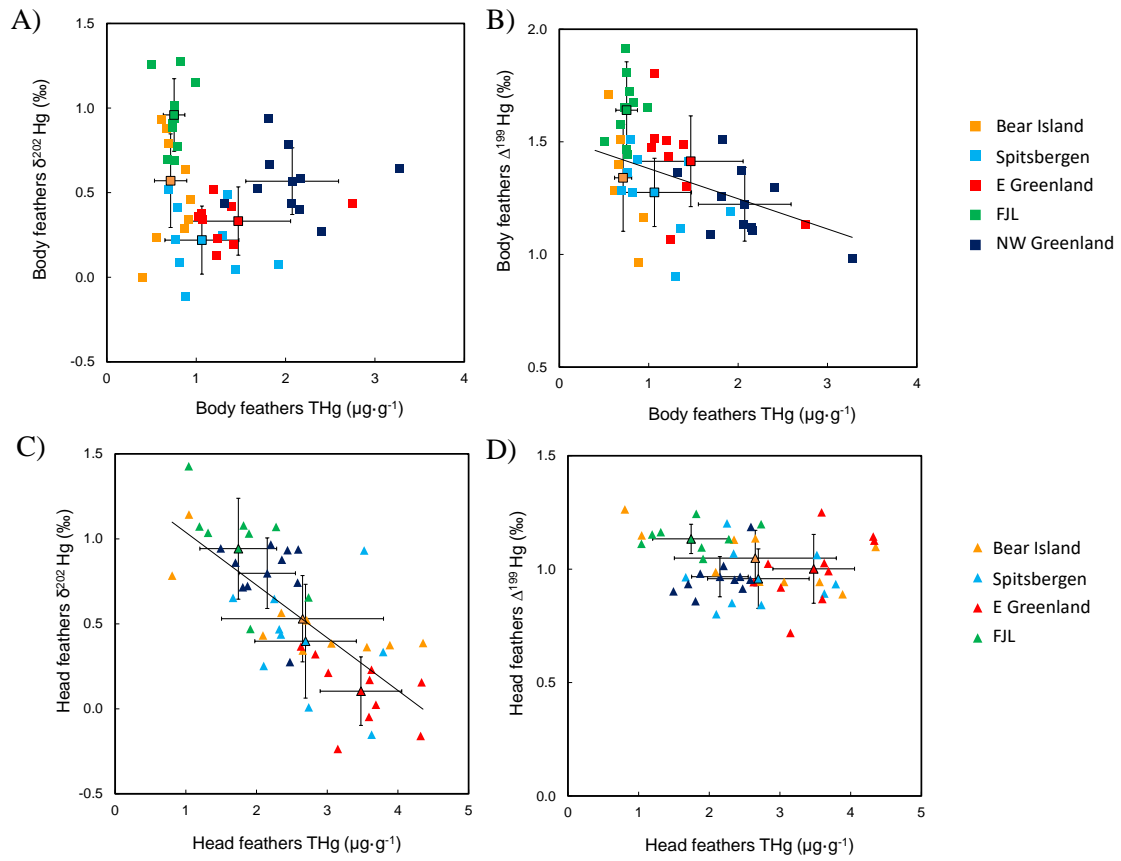 A)
1.5
1.0
0.5
0.0
-0.5
0 1 2 3 4
Body feathers δ²⁰² Hg (‰)
Body feathers THg (µg·g⁻¹)
B)
2.0
1.5
1.0
0.5
0 1 2 3 4
Body feathers Δ¹⁹⁹ Hg (‰)
Body feathers THg (µg·g⁻¹)
Bear Island
Spitsbergen
E Greenland
FJL
NW Greenland
C)
1.5
1.0
0.5
0.0
-0.5
0 1 2 3 4 5
Head feathers δ²⁰² Hg (‰)
Head feathers THg (µg·g⁻¹)
D)
1.5
1.0
0.5
0.0
0 1 2 3 4 5
Head feathers Δ¹⁹⁹ Hg (‰)
Head feathers THg (µg·g⁻¹)
Bear Island
Spitsbergen
E Greenland
FJL